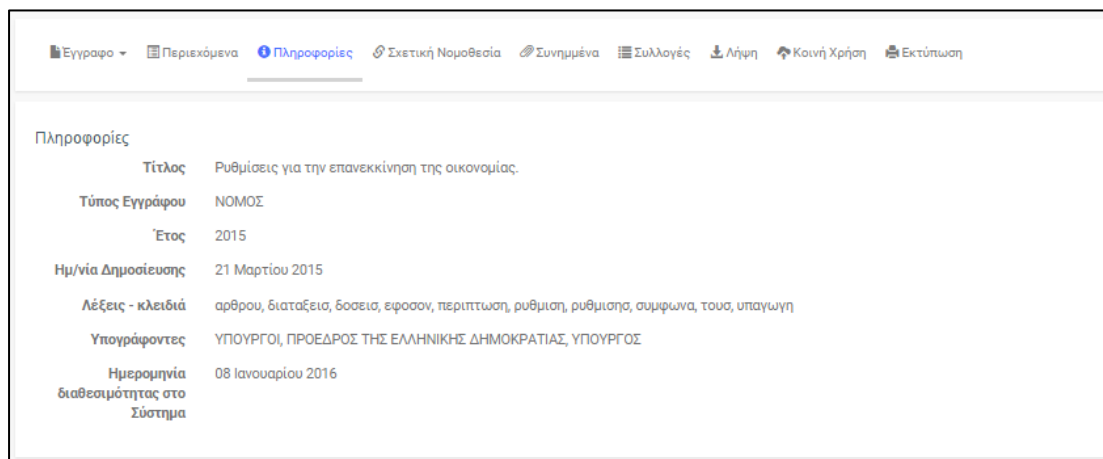 Έγγραφο Περιεχόμενα Πληροφορίες Σχετική Νομοθεσία Συνημμένα Συλλογές Λήψη Κοινή Χρήση Εκτύπωση
Πληροφορίες
Τίτλος Ρυθμίσεις για την επανεκκίνηση της οικονομίας.
Τύπος Εγγράφου ΝΟΜΟΣ
Έτος 2015
Ημ/νία Δημοσίευσης 21 Μαρτίου 2015
Λέξεις - κλειδιά αρθρου, διαταξεισ, δοσεισ, εφοσον, περιπτωση, ρυθμιση, ρυθμισησ, συμφωνα, τουσ, υπαγωγη
Υπογράφοντες ΥΠΟΥΡΓΟΙ, ΠΡΟΕΔΡΟΣ ΤΗΣ ΕΛΛΗΝΙΚΗΣ ΔΗΜΟΚΡΑΤΙΑΣ, ΥΠΟΥΡΓΟΣ
Ημερομηνία 08 Ιανουαρίου 2016
διαθεσιμότητας στο
Σύστημα